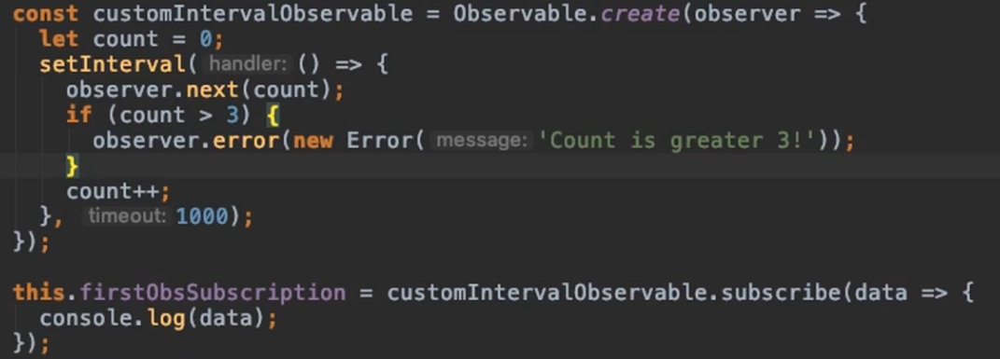 const customIntervalObservable = Observable.create(observer => {
let count = 0;
setInterval( handler: () => {
observer.next(count);
if (count > 3) {
observer.error(new Error( message: 'Count is greater 3!'));
}
count++;
}, timeout: 1000);
});
this.firstObsSubscription = customIntervalObservable.subscribe(data => {
console.log(data);
});